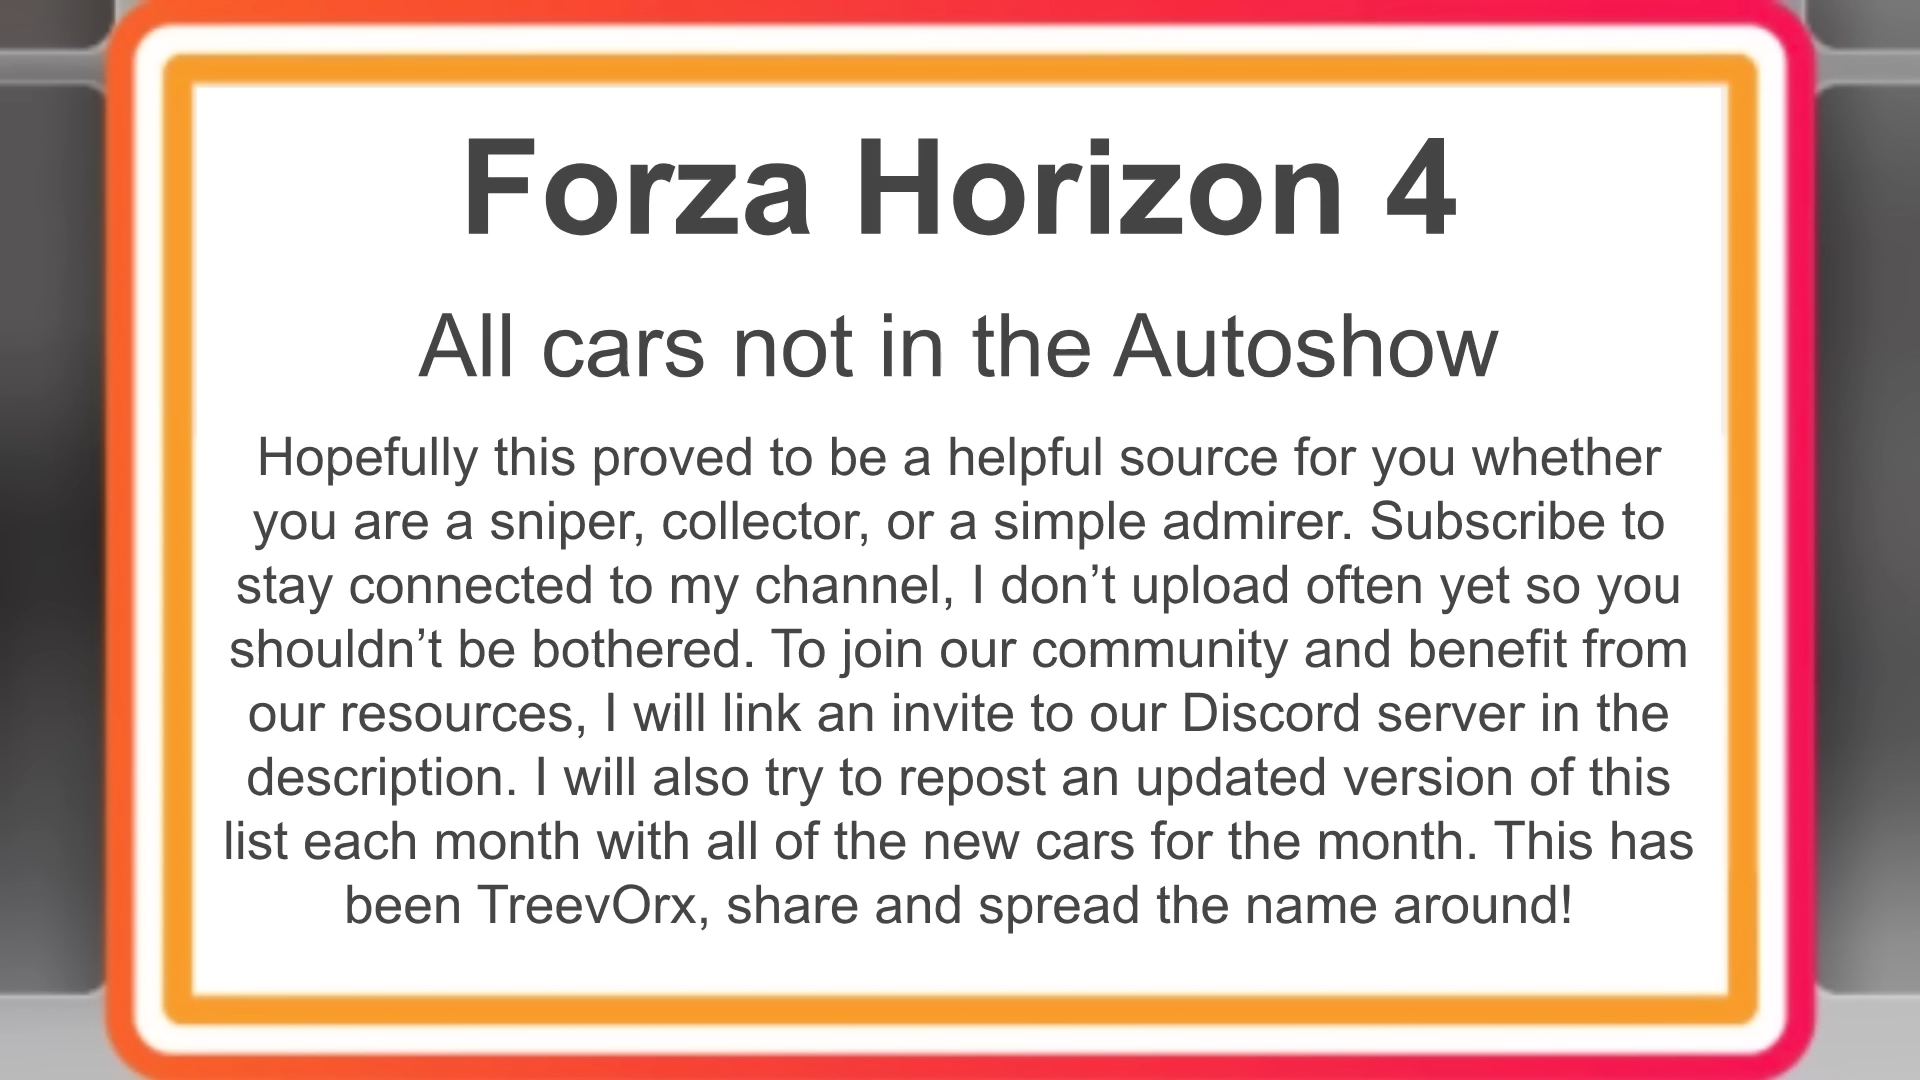 Forza Horizon 4
All cars not in the Autoshow
Hopefully this proved to be a helpful source for you whether
you are a sniper, collector, or a simple admirer. Subscribe to
stay connected to my channel, I don’t upload often yet so you
shouldn’t be bothered. To join our community and benefit from
our resources, I will link an invite to our Discord server in the
description. I will also try to repost an updated version of this
list each month with all of the new cars for the month. This has
been TreevOrx, share and spread the name around!